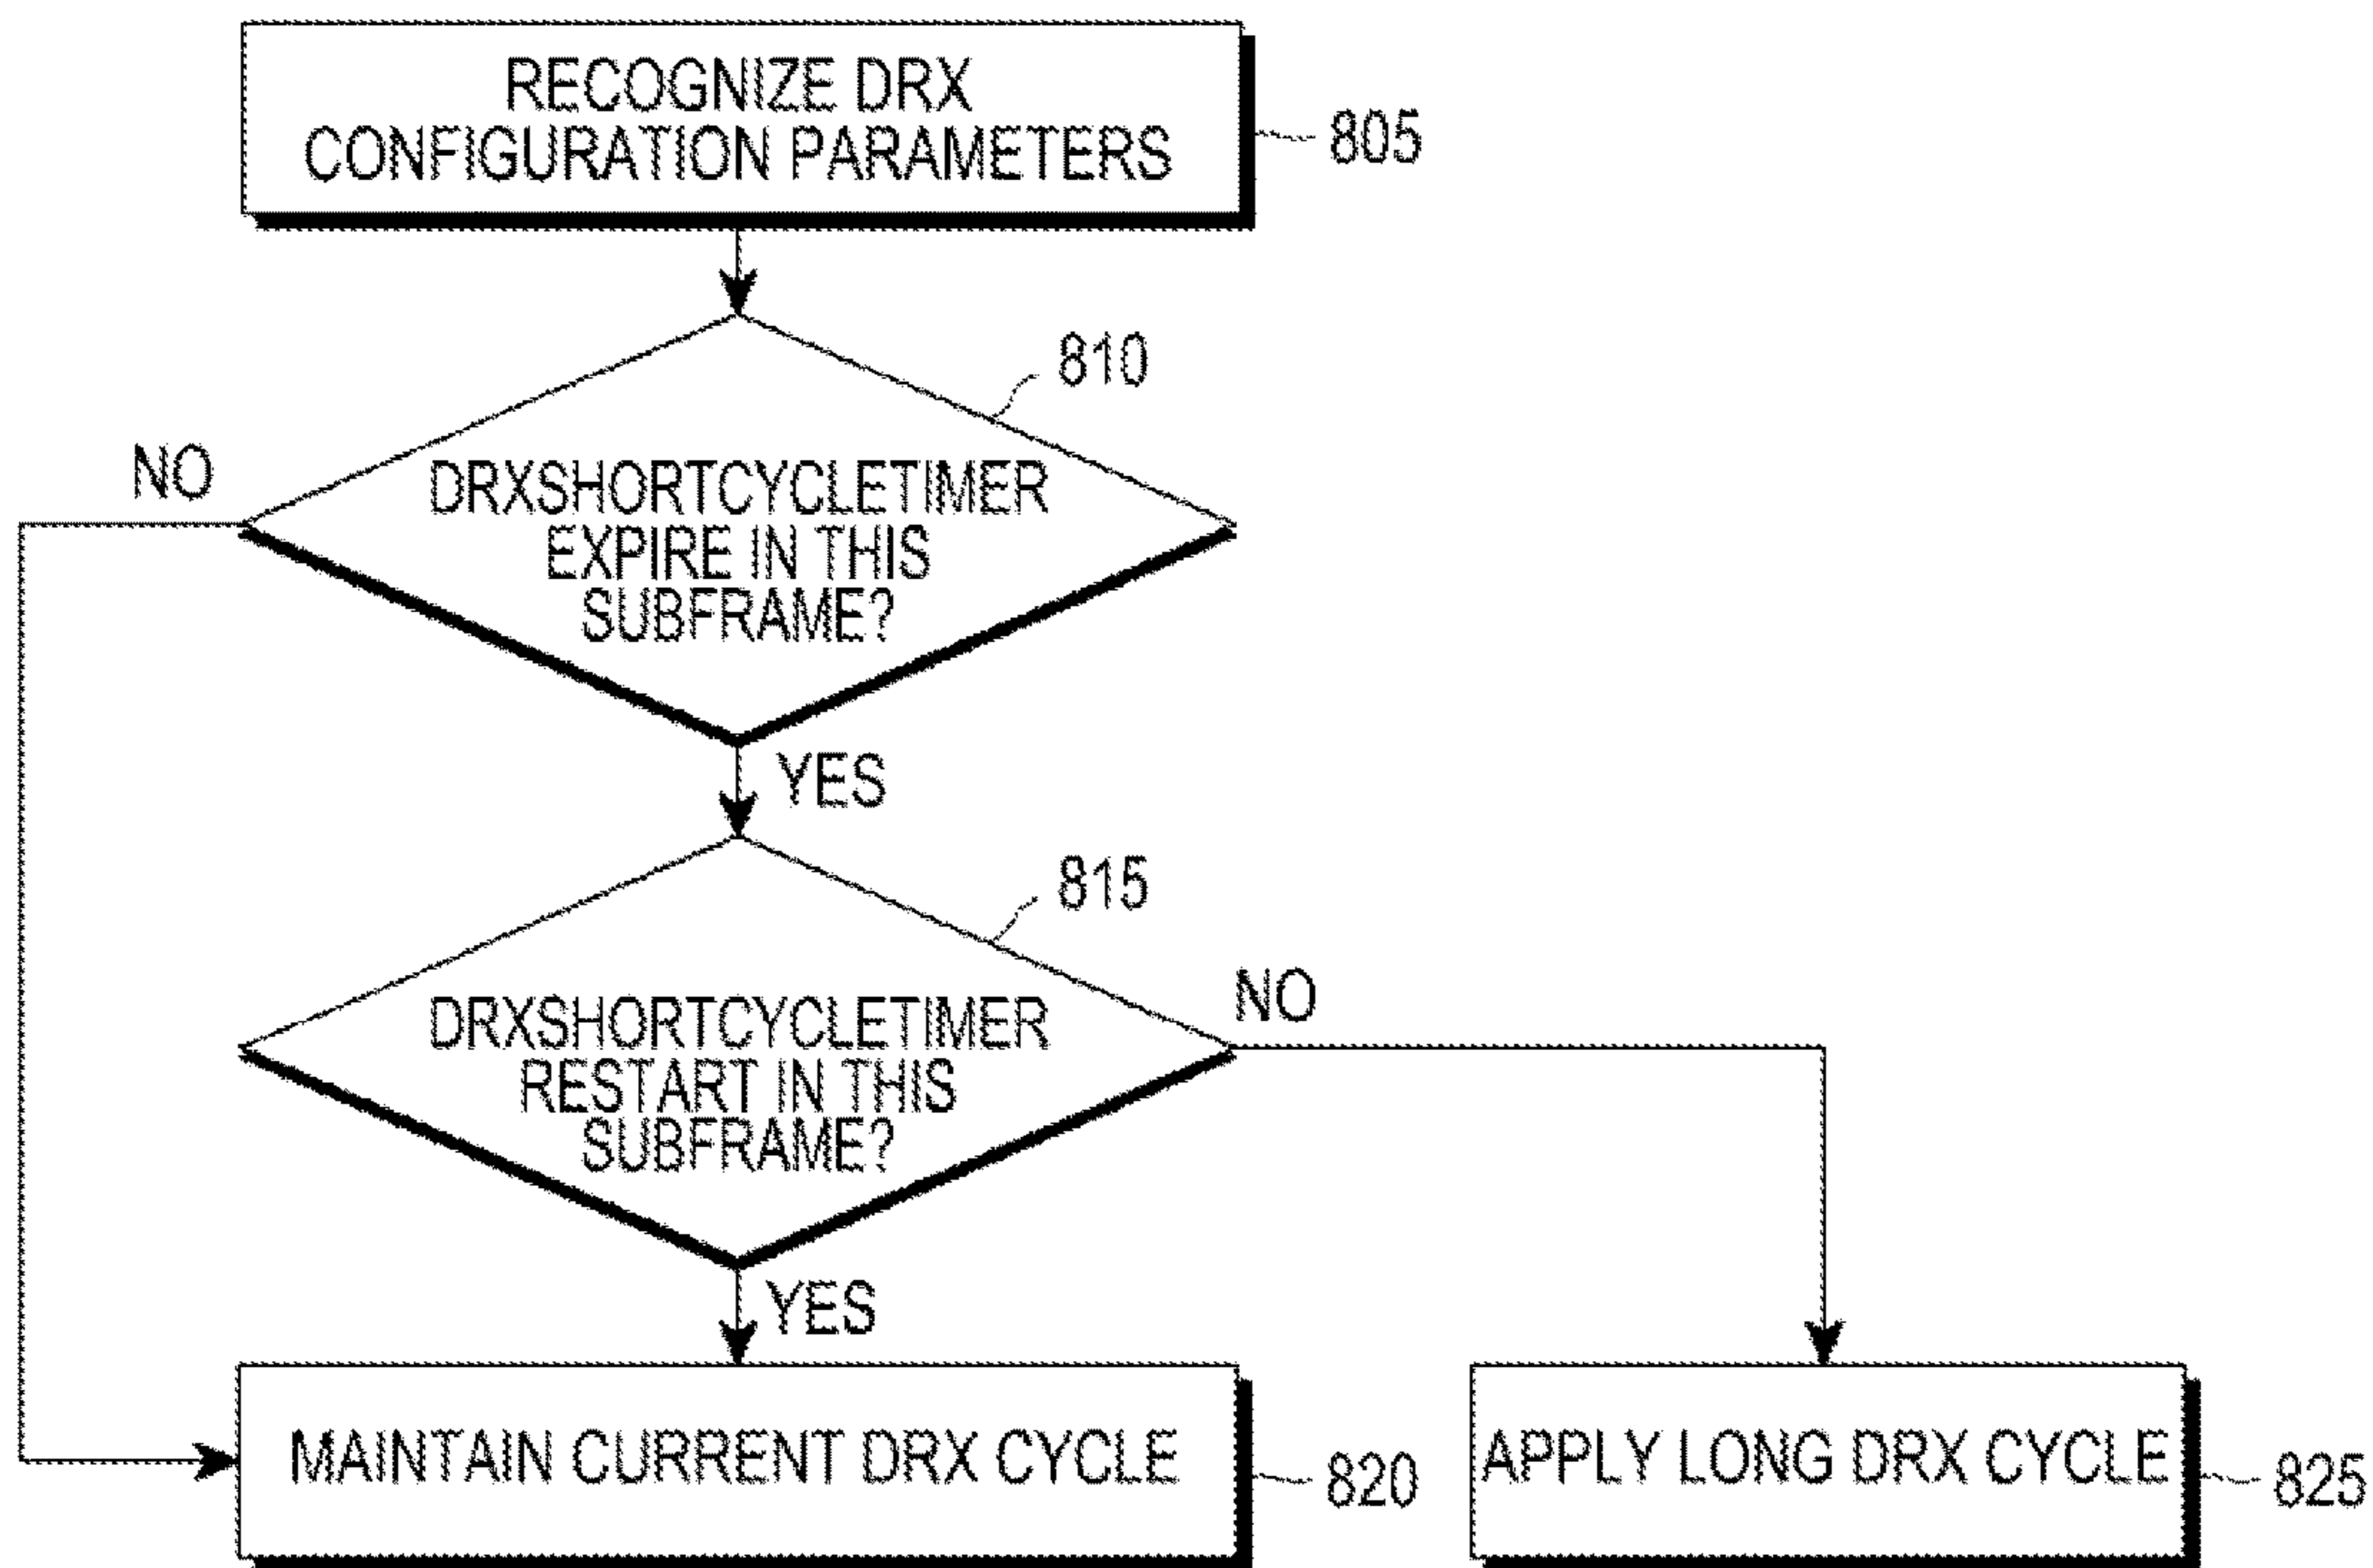 RECOGNIZE DRX
CONFIGURATION PARAMETERS
805
810
NO
DRXSHORTCYCLETIMER
EXPIRE IN THIS
SUBFRAME?
YES
815
NO
DRXSHORTCYCLETIMER
RESTART IN THIS
SUBFRAME?
YES
MAINTAIN CURRENT DRX CYCLE
820
APPLY LONG DRX CYCLE
825